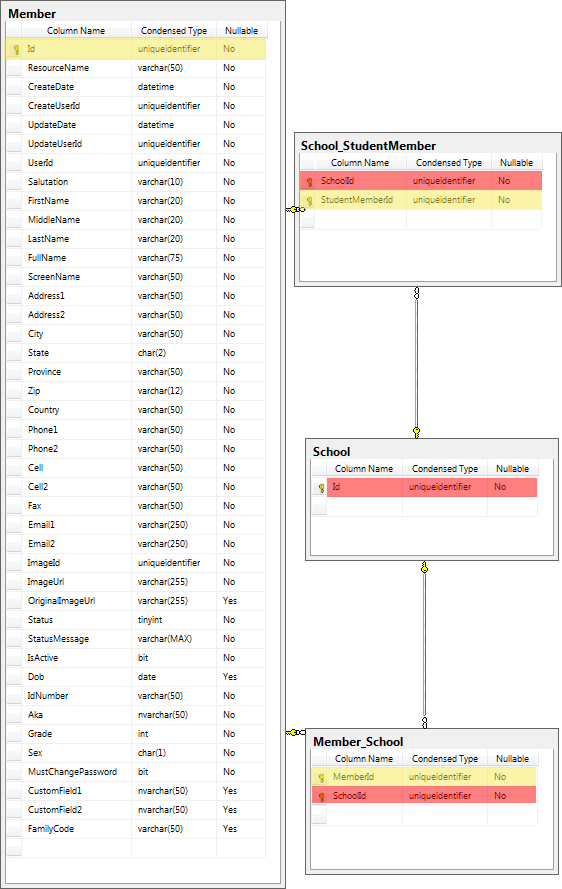 Member
Column Name Condensed Type Nullable
Id uniqueidentifier No
ResourceName varchar(50) No
CreateDate datetime No
CreateUserId uniqueidentifier No
UpdateDate datetime No
UpdateUserId uniqueidentifier No
UserId uniqueidentifier No
Salutation varchar(10) No
FirstName varchar(20) No
MiddleName varchar(20) No
LastName varchar(20) No
FullName varchar(75) No
ScreenName varchar(50) No
Address1 varchar(50) No
Address2 varchar(50) No
City varchar(50) No
State char(2) No
Province varchar(50) No
Zip varchar(12) No
Country varchar(50) No
Phone1 varchar(50) No
Phone2 varchar(50) No
Cell varchar(50) No
Cell2 varchar(50) No
Fax varchar(50) No
Email1 varchar(250) No
Email2 varchar(250) No
ImageId uniqueidentifier No
ImageUrl varchar(255) No
OriginalImageUrl varchar(255) Yes
Status tinyint No
StatusMessage varchar(MAX) No
IsActive bit No
Dob date Yes
IdNumber varchar(50) No
Aka nvarchar(50) No
Grade int No
Sex char(1) No
MustChangePassword bit No
CustomField1 nvarchar(50) Yes
CustomField2 nvarchar(50) Yes
FamilyCode varchar(50) Yes
School_StudentMember
Column Name Condensed Type Nullable
SchoolId uniqueidentifier No
StudentMemberId uniqueidentifier No
School
Column Name Condensed Type Nullable
Id uniqueidentifier No
Member_School
Column Name Condensed Type Nullable
MemberId uniqueidentifier No
SchoolId uniqueidentifier No